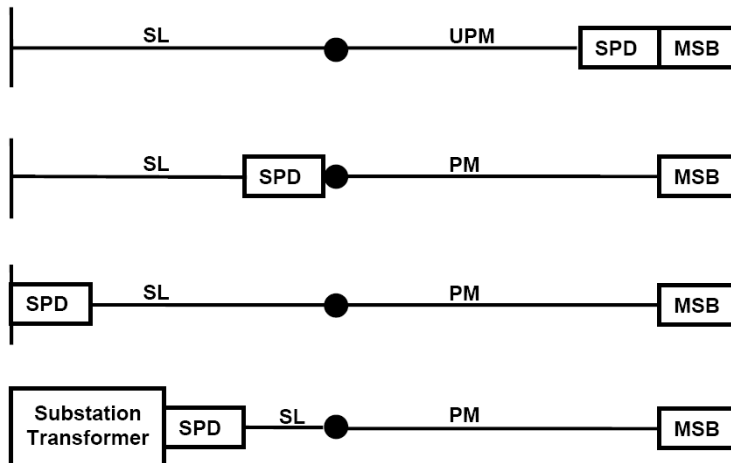 SL UPM SPD MSB
SL SPD PM MSB
SPD SL PM MSB
Substation
Transformer SPD SL PM MSB